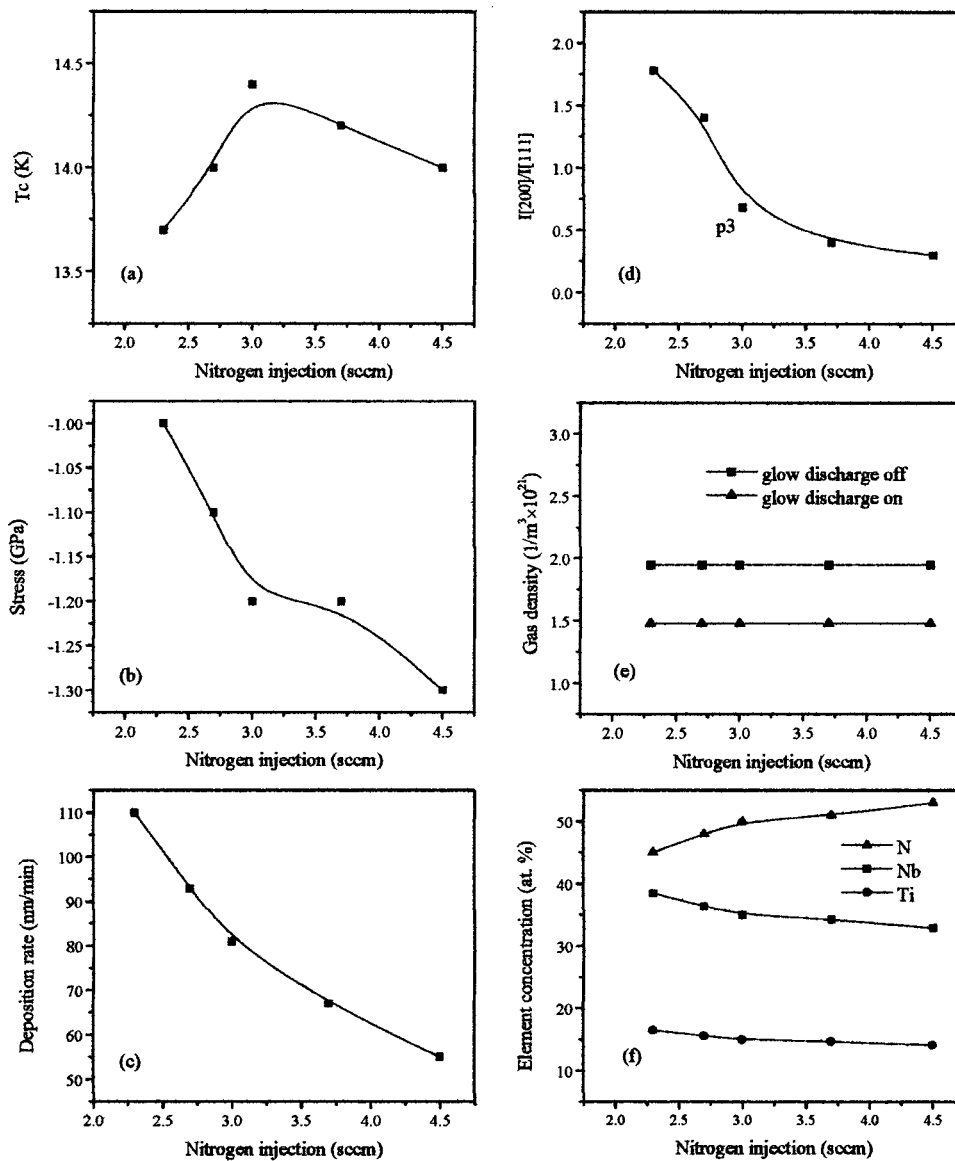 14.5
14.0
13.5
Tc (K)
(a)
2.0 2.5 3.0 3.5 4.0 4.5
Nitrogen injection (sccm)
2.0
1.5
1.0
0.5
0.0
I[200]/I[111]
p3
(d)
2.0 2.5 3.0 3.5 4.0 4.5
Nitrogen injection (sccm)
-1.00
-1.05
-1.10
-1.15
-1.20
-1.25
-1.30
Stress (GPa)
(b)
2.0 2.5 3.0 3.5 4.0 4.5
Nitrogen injection (sccm)
3.0
2.5
2.0
1.5
1.0
Gas density (1/m³×10²¹)
glow discharge off
glow discharge on
(e)
2.0 2.5 3.0 3.5 4.0 4.5
Nitrogen injection (sccm)
110
100
90
80
70
60
50
Deposition rate (nm/min)
(c)
2.0 2.5 3.0 3.5 4.0 4.5
Nitrogen injection (sccm)
50
40
30
20
10
Element concentration (at. %)
N
Nb
Ti
(f)
2.0 2.5 3.0 3.5 4.0 4.5
Nitrogen injection (sccm)